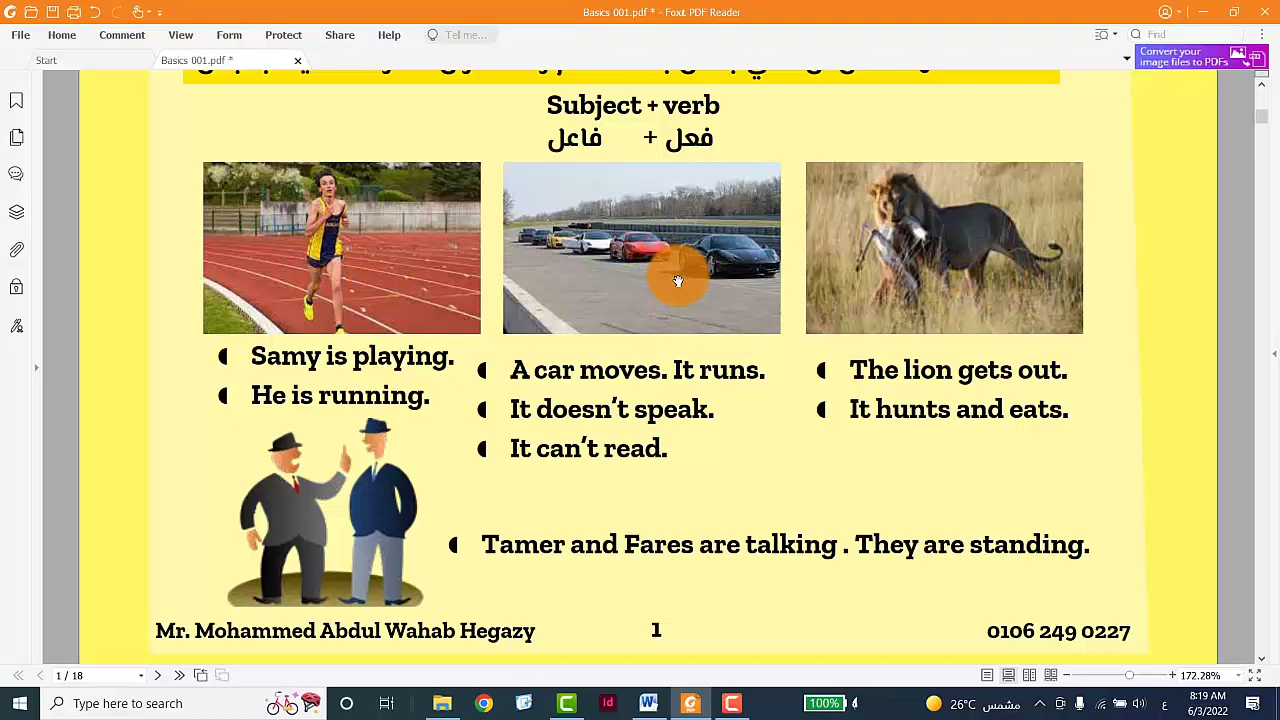 Basics 001.pdf * - Foxit PDF Reader
File Home Comment View Form Protect Share Help Tell me... Find
Start Basics 001.pdf * Convert your
image files to PDFs
Subject + verb
فعل + فاعل
Samy is playing.
He is running.
A car moves. It runs.
It doesn’t speak.
It can’t read.
The lion gets out.
It hunts and eats.
Tamer and Fares are talking . They are standing.
Mr. Mohammed Abdul Wahab Hegazy 1 0106 249 0227
1 / 18 172.28%
Type here to search 100% 26°C مشمس E 8:19 AM
6/3/2022